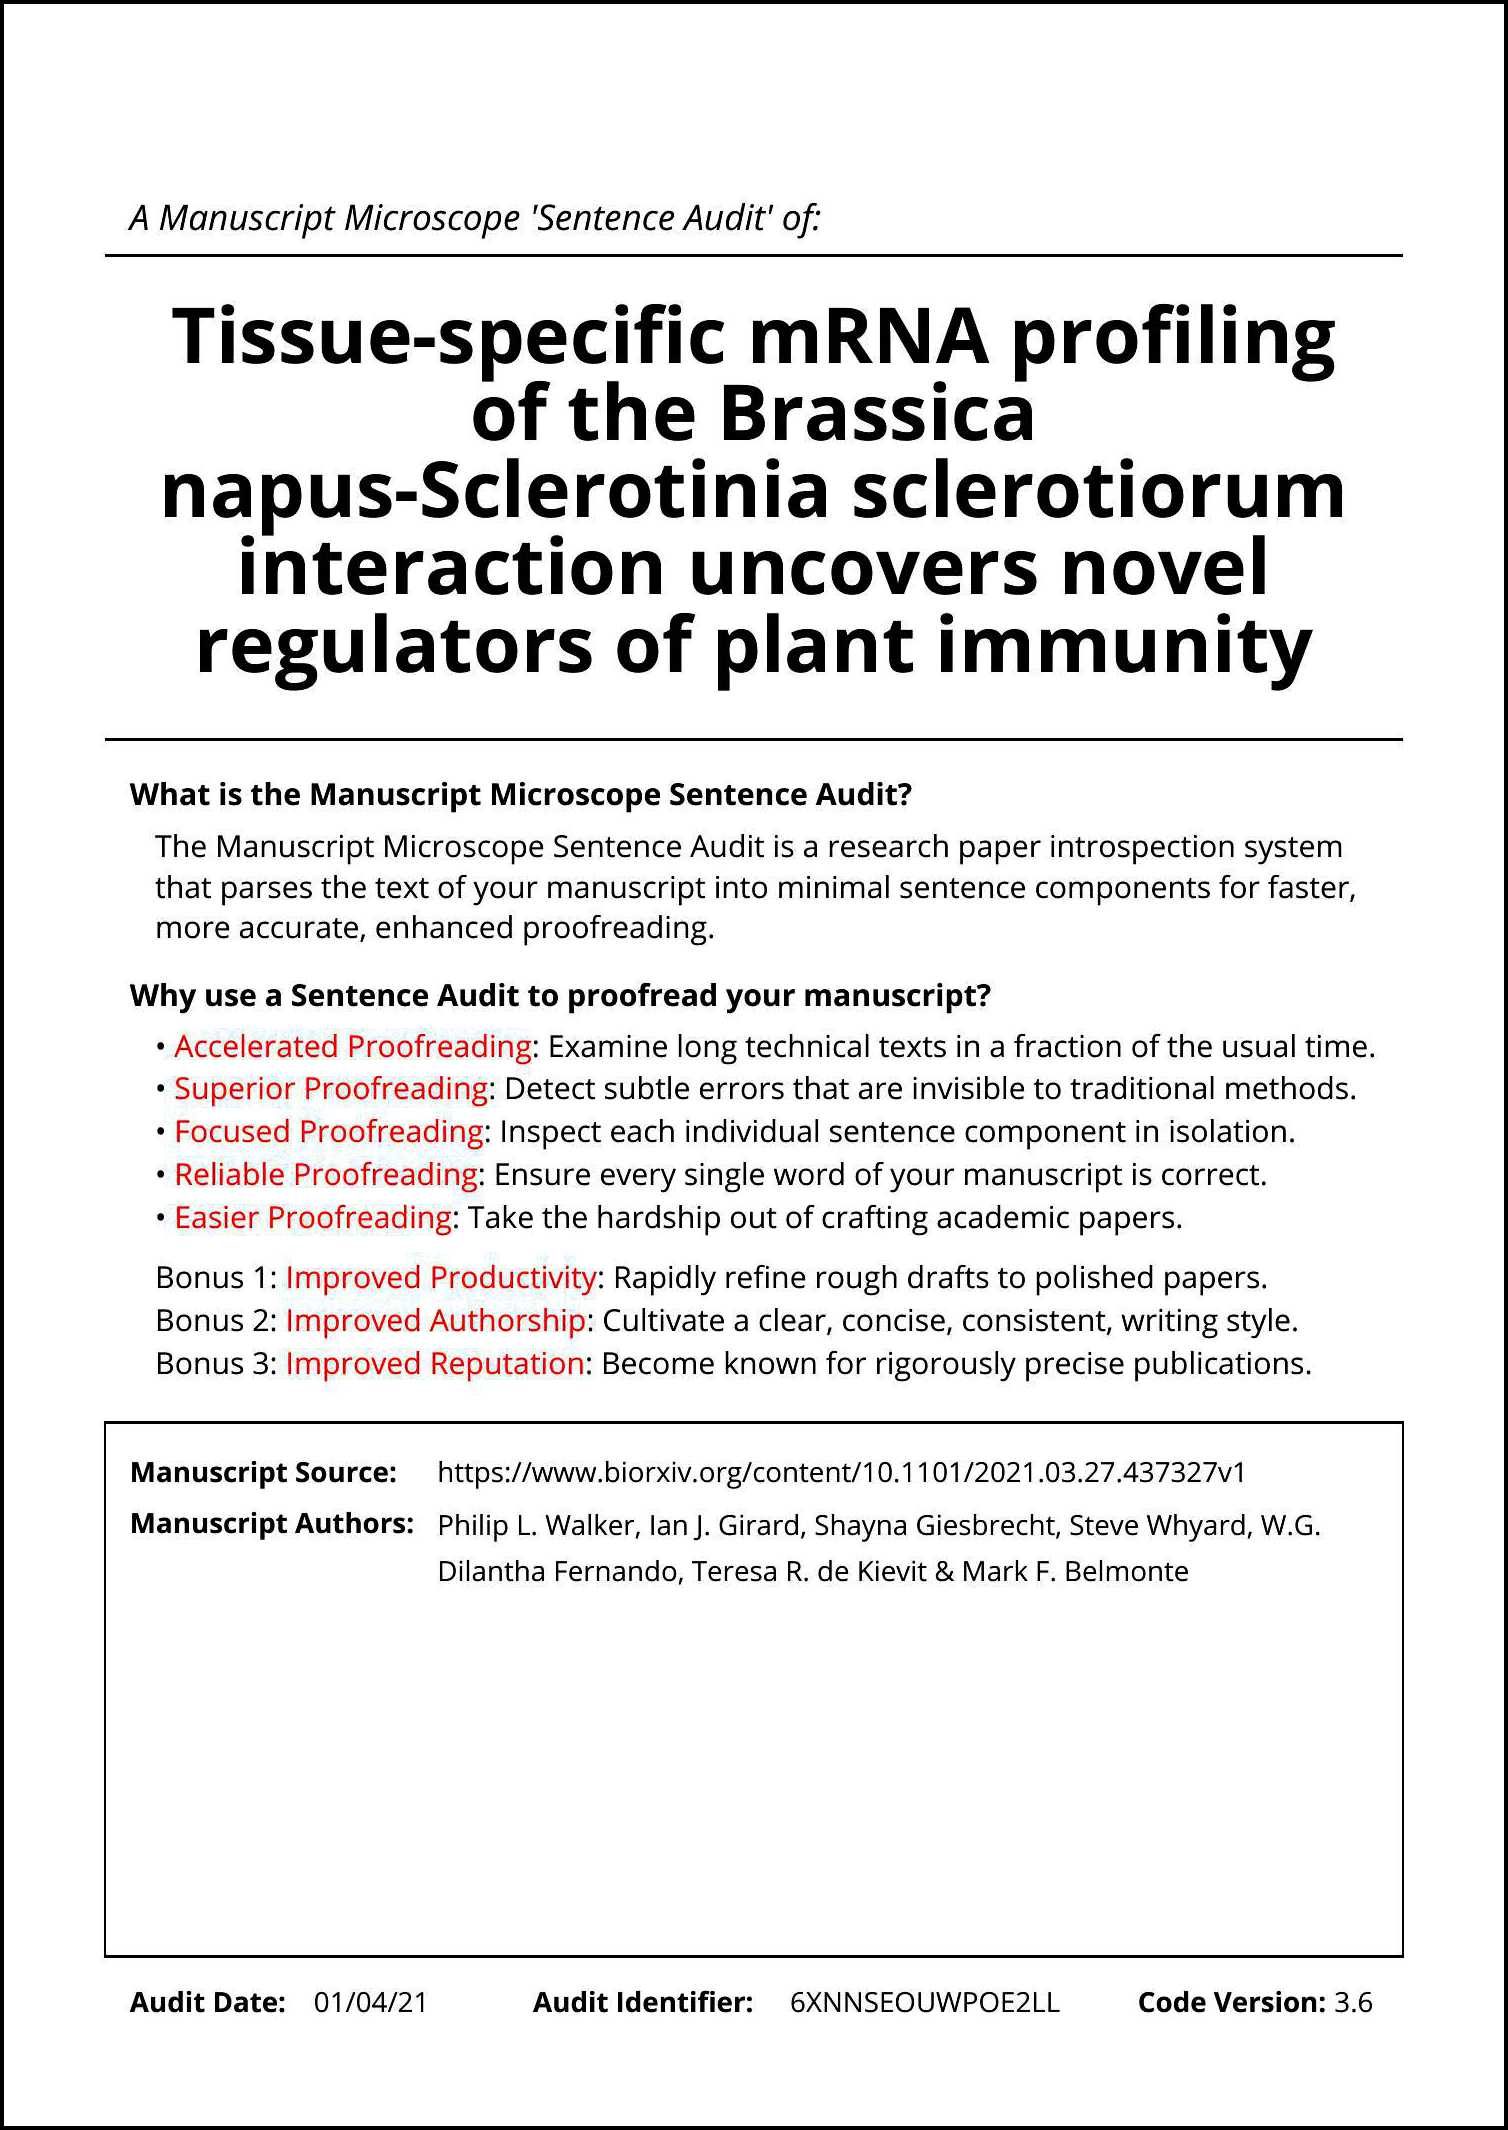 A Manuscript Microscope 'Sentence Audit' of:
Tissue-specific mRNA profiling
of the Brassica
napus-Sclerotinia sclerotiorum
interaction uncovers novel
regulators of plant immunity
What is the Manuscript Microscope Sentence Audit?
The Manuscript Microscope Sentence Audit is a research paper introspection system
that parses the text of your manuscript into minimal sentence components for faster,
more accurate, enhanced proofreading.
Why use a Sentence Audit to proofread your manuscript?
• Accelerated Proofreading: Examine long technical texts in a fraction of the usual time.
• Superior Proofreading: Detect subtle errors that are invisible to traditional methods.
• Focused Proofreading: Inspect each individual sentence component in isolation.
• Reliable Proofreading: Ensure every single word of your manuscript is correct.
• Easier Proofreading: Take the hardship out of crafting academic papers.
Bonus 1: Improved Productivity: Rapidly refine rough drafts to polished papers.
Bonus 2: Improved Authorship: Cultivate a clear, concise, consistent, writing style.
Bonus 3: Improved Reputation: Become known for rigorously precise publications.
Manuscript Source: https://www.biorxiv.org/content/10.1101/2021.03.27.437327v1
Manuscript Authors: Philip L. Walker, Ian J. Girard, Shayna Giesbrecht, Steve Whyard, W.G.
Dilantha Fernando, Teresa R. de Kievit & Mark F. Belmonte
Audit Date: 01/04/21 Audit Identifier: 6XNNSEOUWPOE2LL Code Version: 3.6